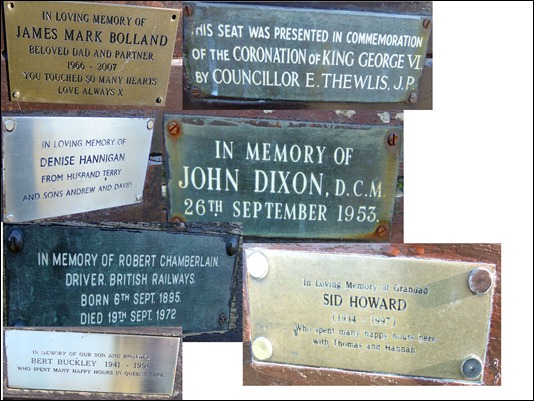 IN LOVING MEMORY OF
JAMES MARK BOLLAND
BELOVED DAD AND PARTNER
1966 - 2007
YOU TOUCHED SO MANY HEARTS
LOVE ALWAYS X
THIS SEAT WAS PRESENTED IN COMMEMORATION
OF THE CORONATION OF KING GEORGE VI.
BY COUNCILLOR E. THEWLIS, J.P.
IN LOVING MEMORY OF
DENISE HANNIGAN
FROM HUSBAND TERRY
AND SONS ANDREW AND DAVID
IN MEMORY OF
JOHN DIXON, D.C.M.
26TH SEPTEMBER 1953.
IN MEMORY OF ROBERT CHAMBERLAIN.
DRIVER. BRITISH RAILWAYS.
BORN 6TH SEPT. 1895.
DIED 19TH SEPT. 1972
In Loving Memory of Grandad
SID HOWARD
(1934 - 1997)
Who spent many happy hours here
with Thomas and Hannah.
IN MEMORY OF OUR SON AND BROTHER
BERT BUCKLEY 1941 -
WHO SPENT MANY HAPPY HOURS IN QUEENS PARK